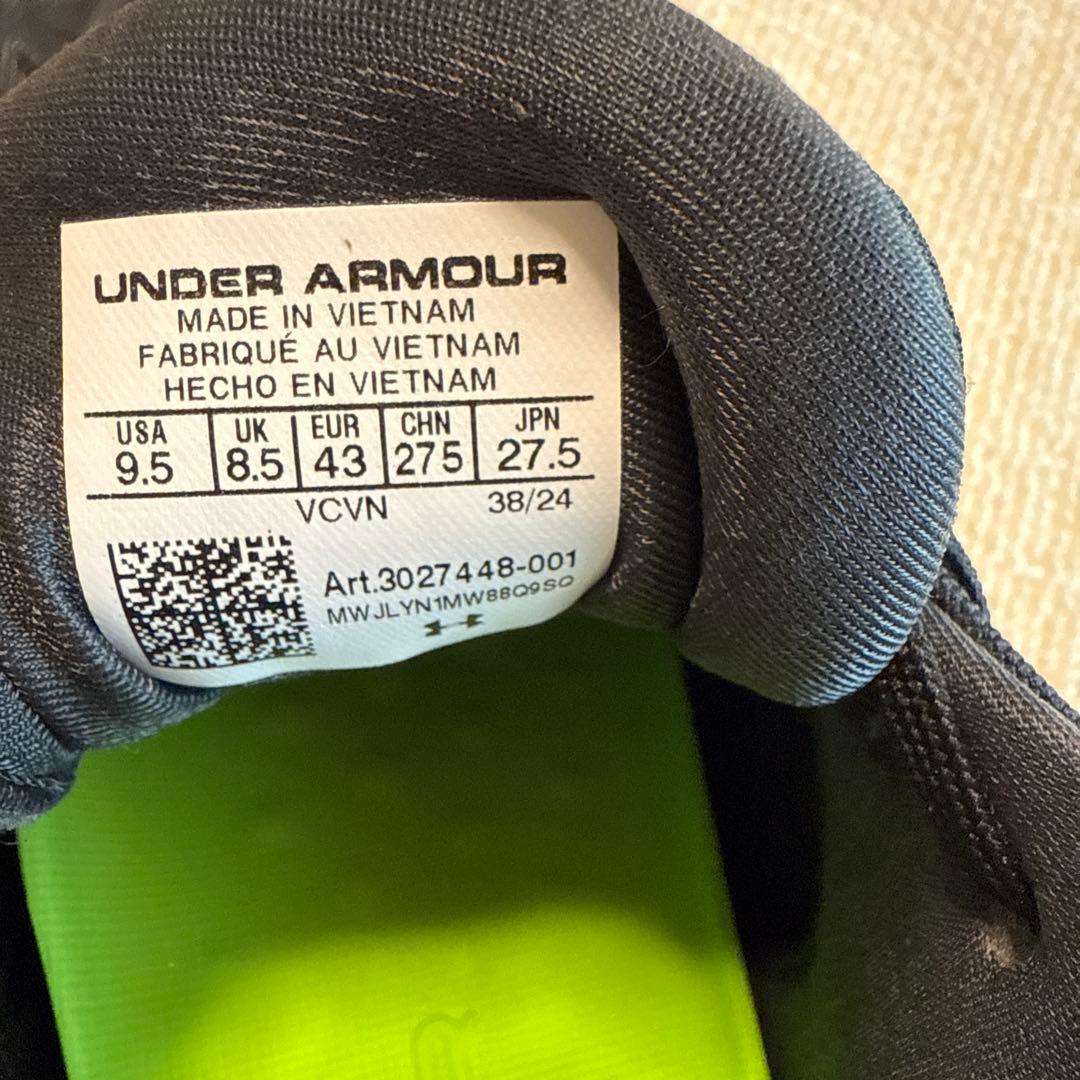 UNDER ARMOUR
MADE IN VIETNAM
FABRIQUÉ AU VIETNAM
HECHO EN VIETNAM
USA UK EUR CHN JPN
9.5 8.5 43 275 27.5
VCVN 38/24
Art.3027448-001
MWJLYN1MW88Q9SQ